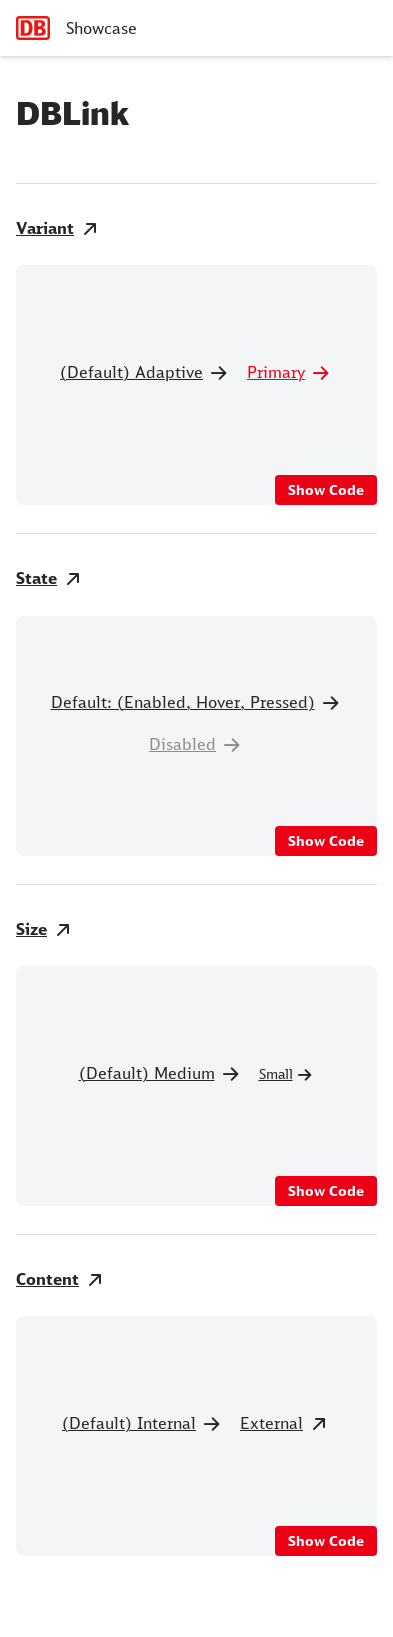 DB Showcase
DBLink
Variant
(Default) Adaptive Primary
Show Code
State
Default: (Enabled, Hover, Pressed)
Disabled
Show Code
Size
(Default) Medium Small
Show Code
Content
(Default) Internal External
Show Code